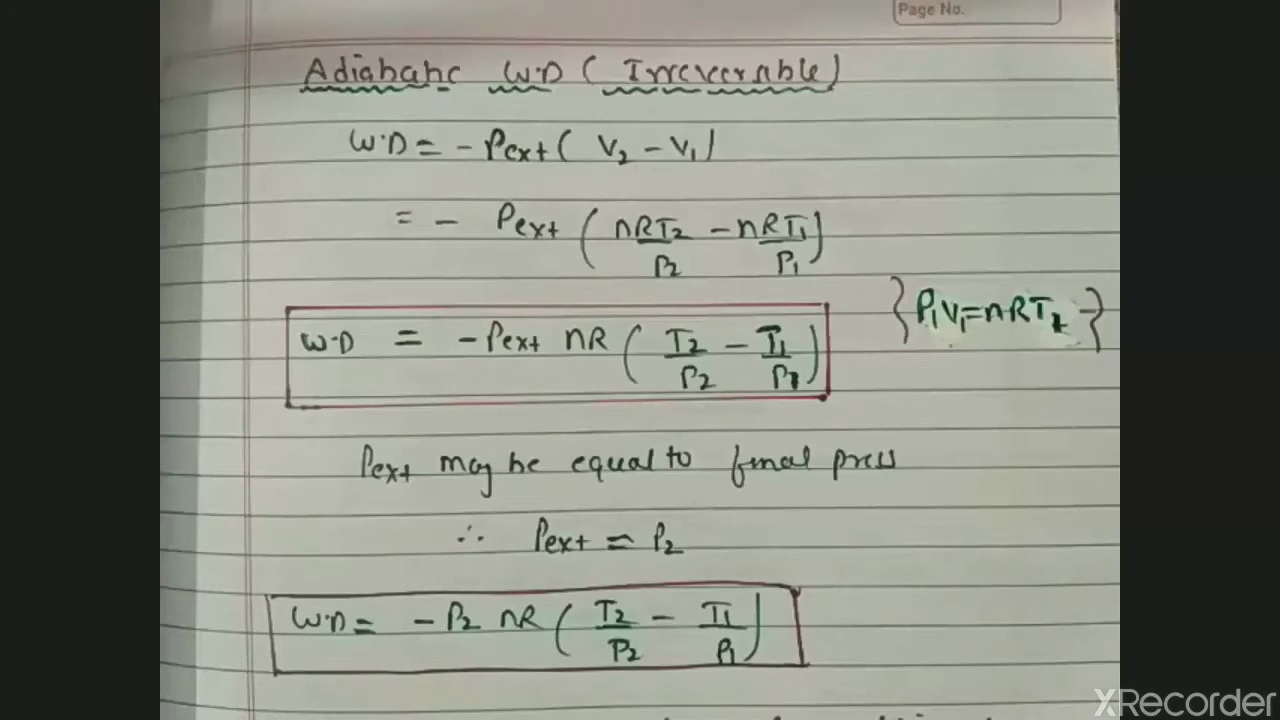 Page No.
Adiabatic W.D ( Irreversable)
W.D = - Pext ( V₂ - V₁)
= - Pext ( nRT₂/P₂ - nRT₁/P₁ )
W.D = - Pext nR ( T₂/P₂ - T₁/P₁ )
{ P₁V₁=nRT₁ }
Pext may be equal to final press
∴ Pext = P₂
W.D = - P₂ nR ( T₂/P₂ - T₁/P₁ )
XRecorder